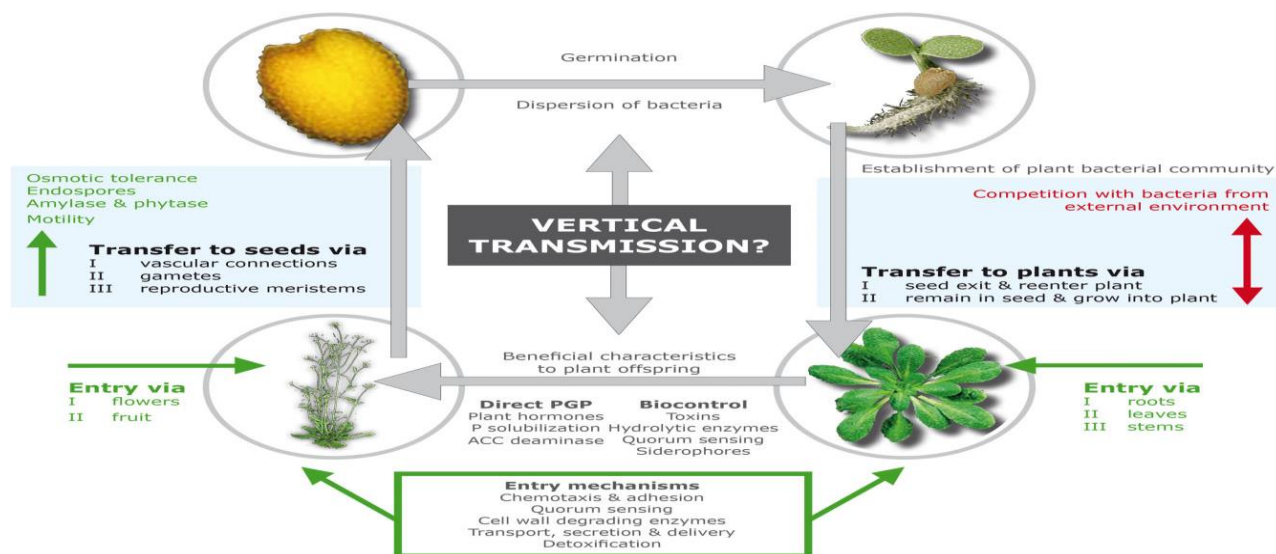 Germination
Dispersion of bacteria
Osmotic tolerance
Endospores
Amylase & phytase
Motility
Transfer to seeds via
I vascular connections
II gametes
III reproductive meristems
VERTICAL
TRANSMISSION?
Establishment of plant bacterial community
Competition with bacteria from
external environment
Transfer to plants via
I seed exit & reenter plant
II remain in seed & grow into plant
Entry via
I flowers
II fruit
Beneficial characteristics
to plant offspring
Direct PGP
Plant hormones
P solubilization
ACC deaminase
Biocontrol
Toxins
Hydrolytic enzymes
Quorum sensing
Siderophores
Entry via
I roots
II leaves
III stems
Entry mechanisms
Chemotaxis & adhesion
Quorum sensing
Cell wall degrading enzymes
Transport, secretion & delivery
Detoxification